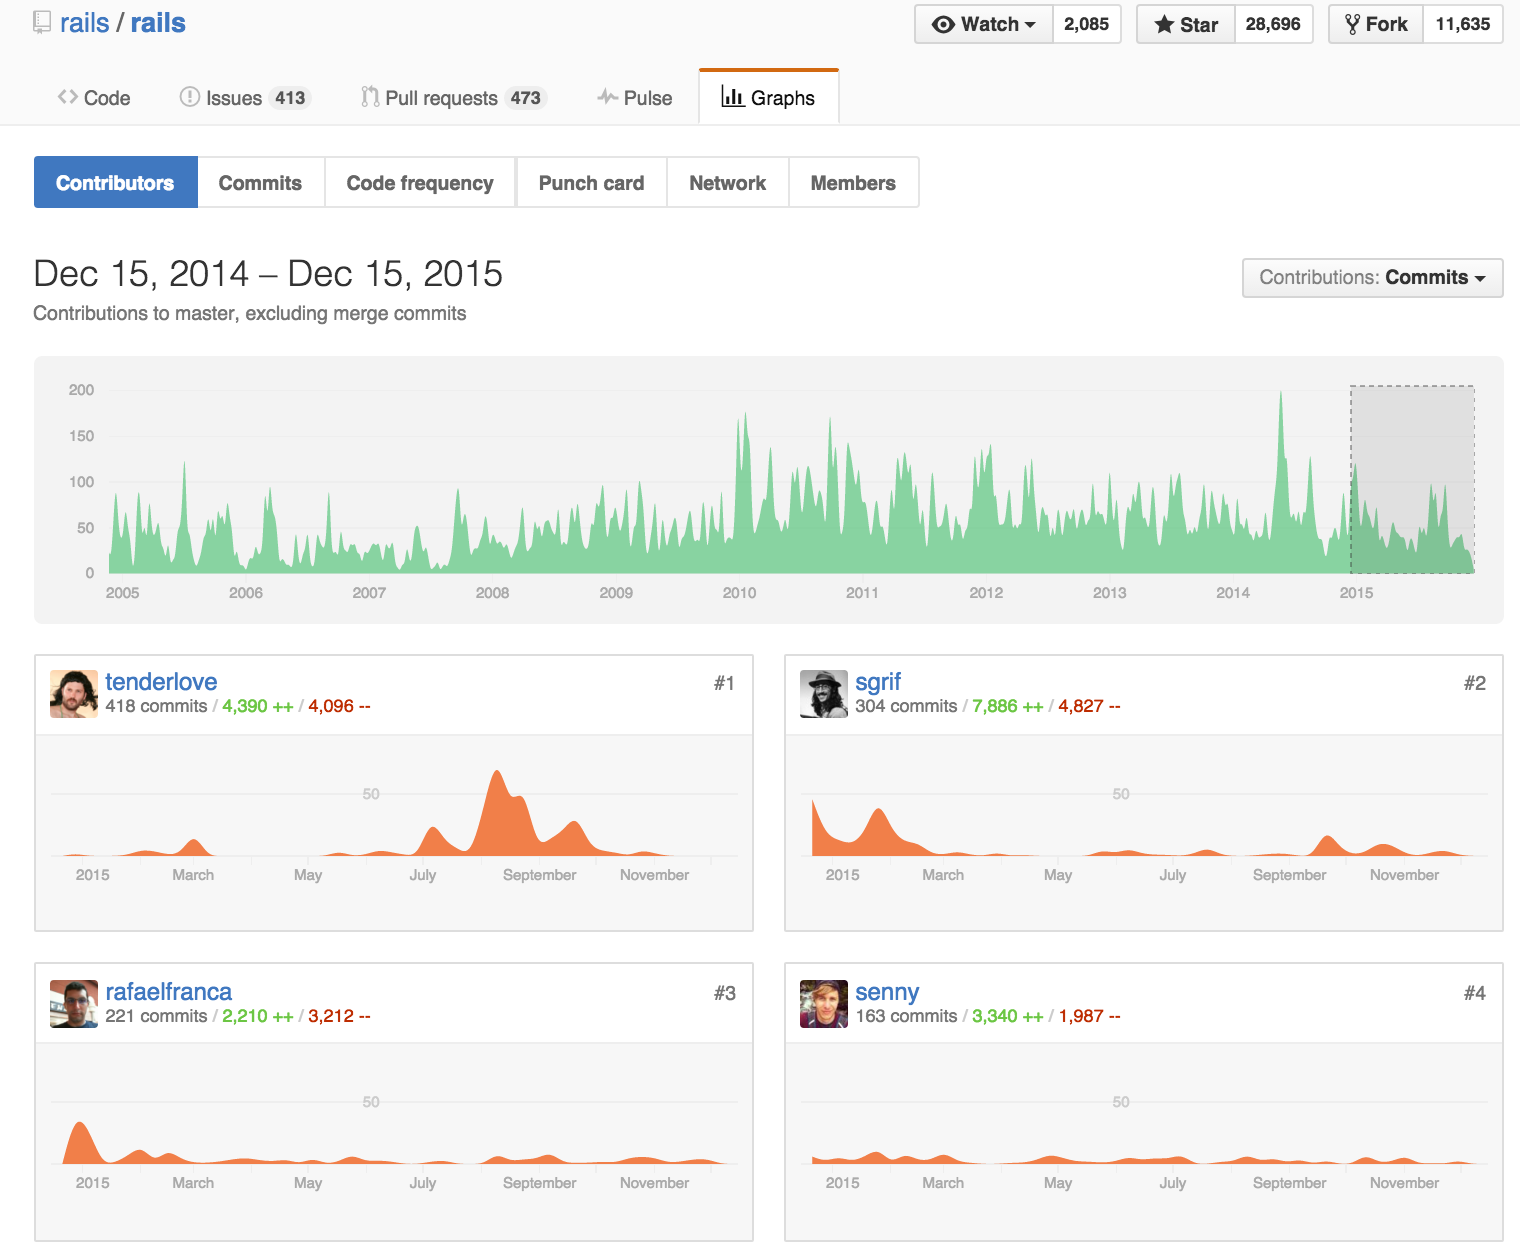 rails / rails
Watch 2,085 Star 28,696 Fork 11,635
Code Issues 413 Pull requests 473 Pulse Graphs
Contributors Commits Code frequency Punch card Network Members
Dec 15, 2014 – Dec 15, 2015
Contributions: Commits
Contributions to master, excluding merge commits
200
150
100
50
0
2005 2006 2007 2008 2009 2010 2011 2012 2013 2014 2015
tenderlove #1
418 commits / 4,390 ++ / 4,096 --
50
2015 March May July September November
sgrif #2
304 commits / 7,886 ++ / 4,827 --
50
2015 March May July September November
rafaelfranca #3
221 commits / 2,210 ++ / 3,212 --
50
2015 March May July September November
senny #4
163 commits / 3,340 ++ / 1,987 --
50
2015 March May July September November